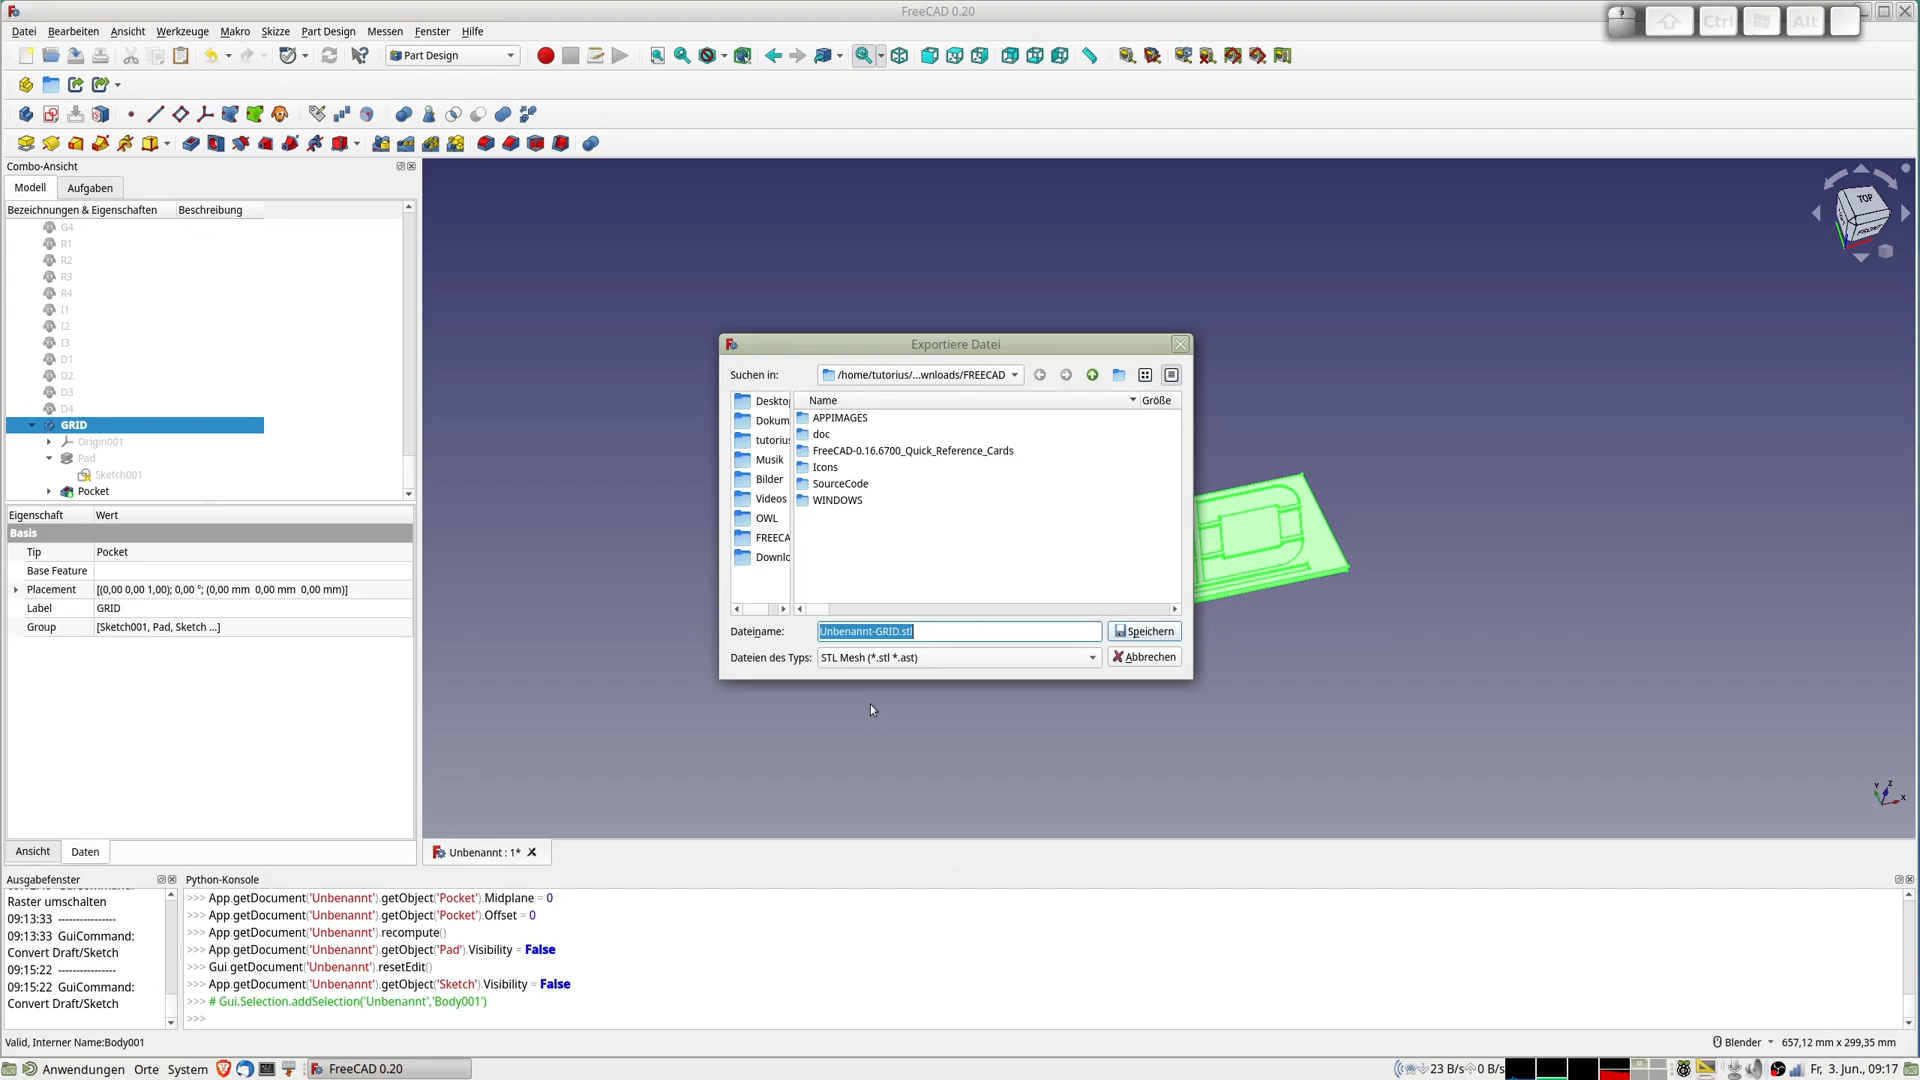 FreeCAD 0.20
Ctrl
Alt
Datei Bearbeiten Ansicht Werkzeuge Makro Skizze Part Design Messen Fenster Hilfe
Part Design
Combo-Ansicht
Modell Aufgaben
Bezeichnungen & Eigenschaften Beschreibung
G4
R1
R2
R3
R4
I1
I2
I3
D1
D2
D3
D4
GRID
Origin001
Pad
Sketch001
Pocket
Eigenschaft Wert
Basis
Tip Pocket
Base Feature
Placement [(0,00 0,00 1,00); 0,00 °; (0,00 mm 0,00 mm 0,00 mm)]
Label GRID
Group [Sketch001, Pad, Sketch ...]
Ansicht Daten
TOP
FRONT
Exportiere Datei
Suchen in: /home/tutorius/...wnloads/FREECAD
Deskto
Dokum
tutorius
Musik
Bilder
Videos
OWL
FREECA
Downlo
Name Größe
APPIMAGES
doc
FreeCAD-0.16.6700_Quick_Reference_Cards
Icons
SourceCode
WINDOWS
Dateiname: Unbenannt-GRID.stl Speichern
Dateien des Typs: STL Mesh (*.stl *.ast) Abbrechen
Y Z X
Unbenannt : 1*
Ausgabefenster
Raster umschalten
09:13:33 ----------------
09:13:33 GuiCommand:
Convert Draft/Sketch
09:15:22 ----------------
09:15:22 GuiCommand:
Convert Draft/Sketch
Python-Konsole
>>> App.getDocument('Unbenannt').getObject('Pocket').Midplane = 0
>>> App.getDocument('Unbenannt').getObject('Pocket').Offset = 0
>>> App.getDocument('Unbenannt').recompute()
>>> App.getDocument('Unbenannt').getObject('Pad').Visibility = False
>>> Gui.getDocument('Unbenannt').resetEdit()
>>> App.getDocument('Unbenannt').getObject('Sketch').Visibility = False
>>> # Gui.Selection.addSelection('Unbenannt','Body001')
>>>
Valid, Interner Name:Body001
Blender 657,12 mm x 299,35 mm
Anwendungen Orte System FreeCAD 0.20 23 B/s 0 B/s Fr, 3. Jun., 09:17